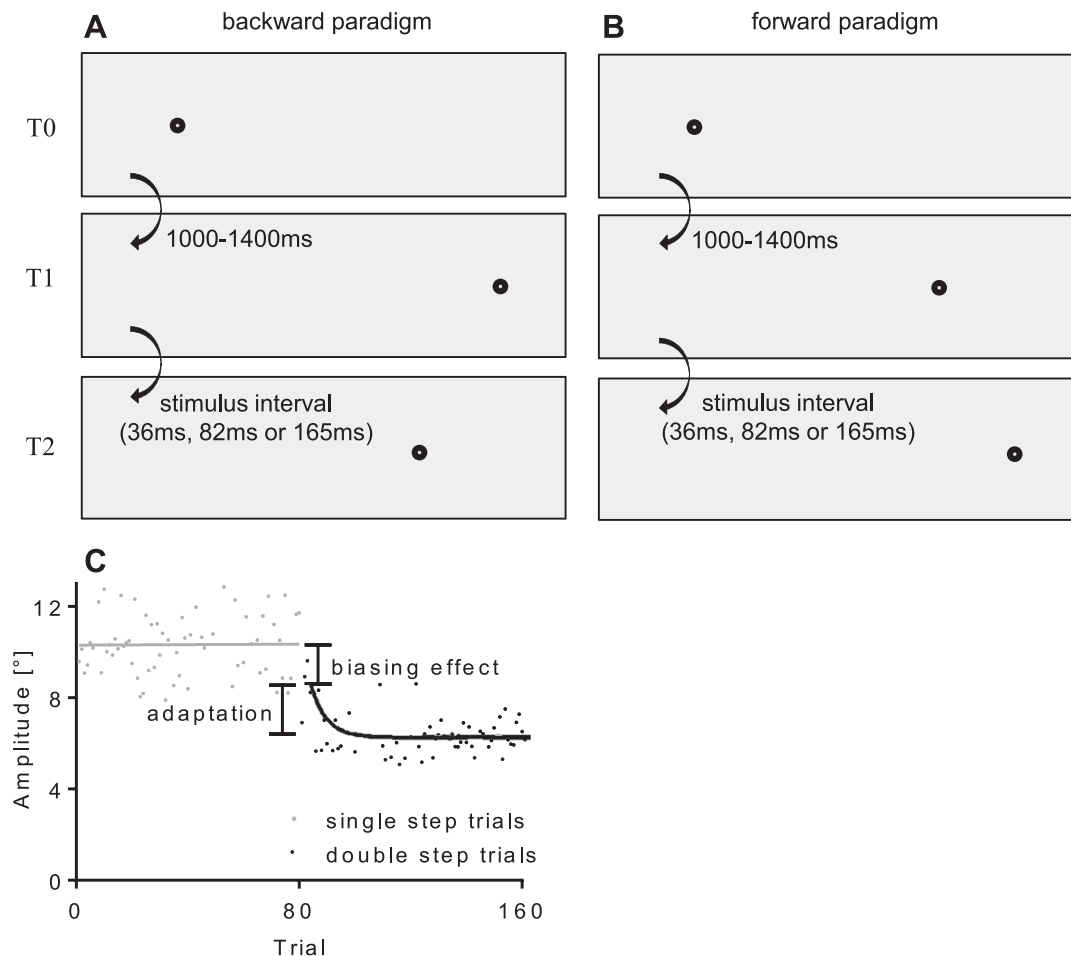 A
backward paradigm
B
forward paradigm
T0
1000-1400ms
1000-1400ms
T1
stimulus interval
(36ms, 82ms or 165ms)
stimulus interval
(36ms, 82ms or 165ms)
T2
C
12
8
4
0
Amplitude [°]
biasing effect
adaptation
single step trials
double step trials
0
80
160
Trial